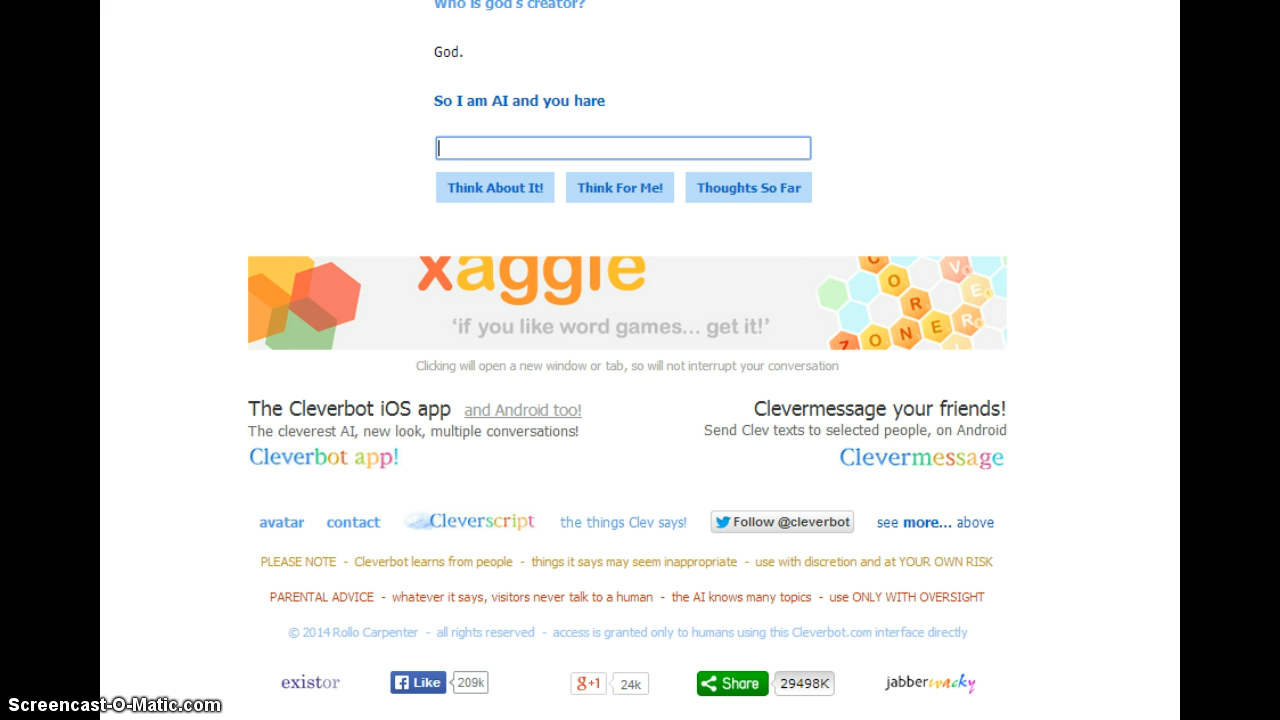 Who is god's creator?
God.
So I am AI and you hare
Think About It! Think For Me! Thoughts So Far
xaggle
'if you like word games... get it!'
C O V E R
O R
Z O N E
Clicking will open a new window or tab, so will not interrupt your conversation
The Cleverbot iOS app and Android too!
The cleverest AI, new look, multiple conversations!
Cleverbot app!
Clevermessage your friends!
Send Clev texts to selected people, on Android
Clevermessage
avatar contact Cleverscript the things Clev says! Follow @cleverbot see more... above
PLEASE NOTE - Cleverbot learns from people - things it says may seem inappropriate - use with discretion and at YOUR OWN RISK
PARENTAL ADVICE - whatever it says, visitors never talk to a human - the AI knows many topics - use ONLY WITH OVERSIGHT
© 2014 Rollo Carpenter - all rights reserved - access is granted only to humans using this Cleverbot.com interface directly
existor Like 209k g+1 24k Share 29498K jabberwacky
Screencast-O-Matic.com